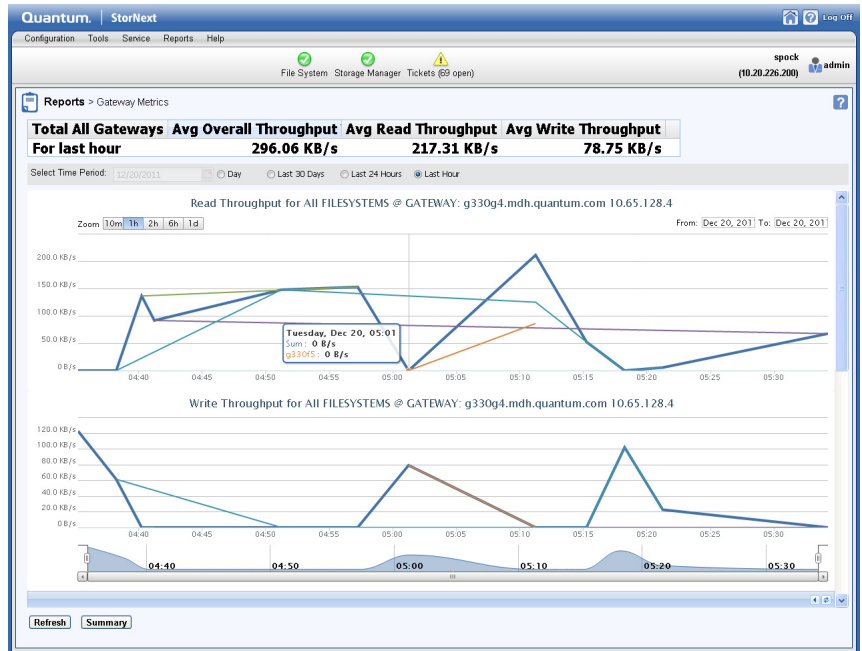 Quantum. | StorNext Log Off
Configuration Tools Service Reports Help
File System Storage Manager Tickets (69 open)
spock
(10.20.226.200)
admin
Reports > Gateway Metrics
Total All Gateways Avg Overall Throughput Avg Read Throughput Avg Write Throughput
For last hour 296.06 KB/s 217.31 KB/s 78.75 KB/s
Select Time Period: 12/20/2011 Day Last 30 Days Last 24 Hours Last Hour
Read Throughput for All FILESYSTEMS @ GATEWAY: g330g4.mdh.quantum.com 10.65.128.4
Zoom 10m 1h 2h 6h 1d From: Dec 20, 201 To: Dec 20, 201
200.0 KB/s
150.0 KB/s
100.0 KB/s
50.0 KB/s
0 B/s
Tuesday, Dec 20, 05:01
Sum: 0 B/s
g330f5: 0 B/s
04:40 04:45 04:50 04:55 05:00 05:05 05:10 05:15 05:20 05:25 05:30
Write Throughput for All FILESYSTEMS @ GATEWAY: g330g4.mdh.quantum.com 10.65.128.4
120.0 KB/s
100.0 KB/s
80.0 KB/s
60.0 KB/s
40.0 KB/s
20.0 KB/s
0 B/s
04:40 04:45 04:50 04:55 05:00 05:05 05:10 05:15 05:20 05:25 05:30
04:40 04:50 05:00 05:10 05:20 05:30
Refresh Summary